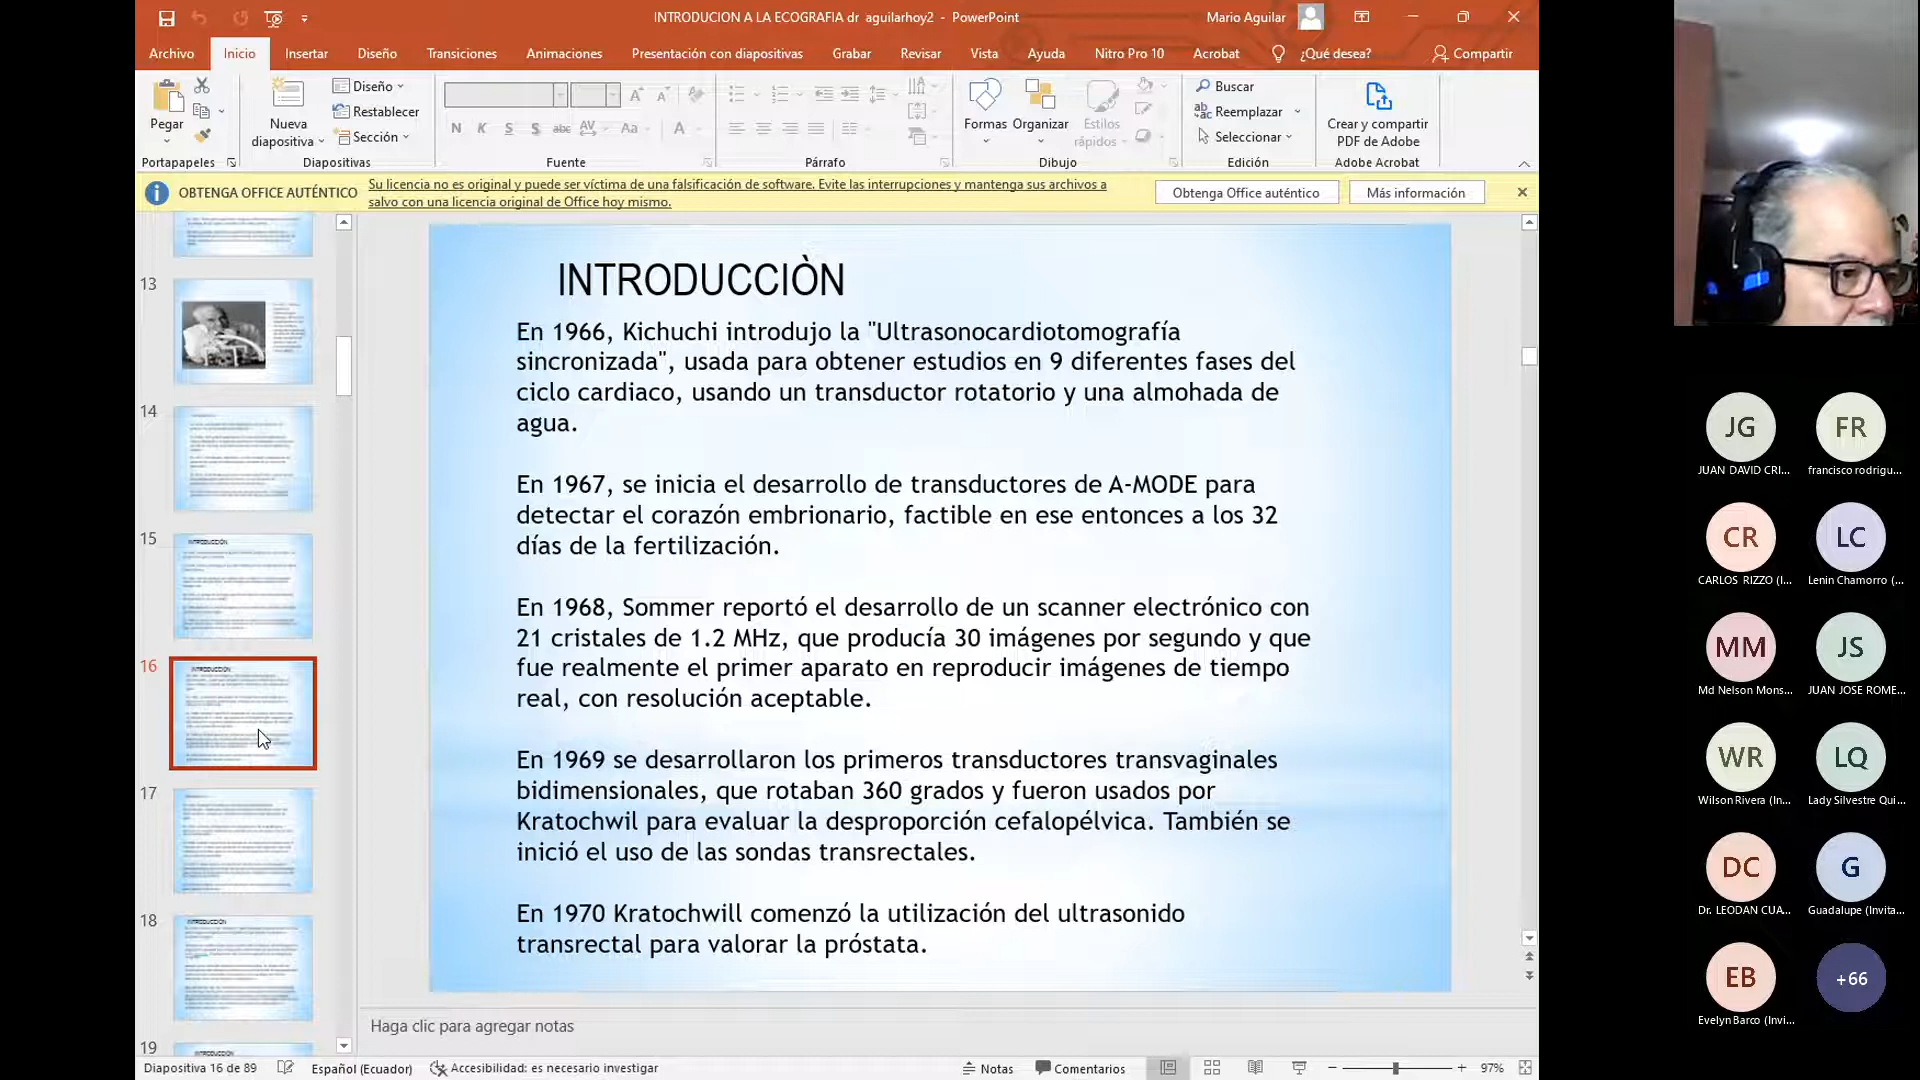 INTRODUCION A LA ECOGRAFIA dr aguilarhoy2 - PowerPoint
Mario Aguilar
Archivo
Inicio
Insertar
Diseño
Transiciones
Animaciones
Presentación con diapositivas
Grabar
Revisar
Vista
Ayuda
Nitro Pro 10
Acrobat
¿Qué desea?
Compartir
Pegar
Portapapeles
Nueva
diapositiva
Diseño
Restablecer
Sección
Diapositivas
N K S S abc AV Aa A
Fuente
Párrafo
Formas
Organizar
Estilos
rápidos
Dibujo
Buscar
Reemplazar
Seleccionar
Edición
Crear y compartir
PDF de Adobe
Adobe Acrobat
OBTENGA OFFICE AUTÉNTICO
Su licencia no es original y puede ser víctima de una falsificación de software. Evite las interrupciones y mantenga sus archivos a
salvo con una licencia original de Office hoy mismo.
Obtenga Office auténtico
Más información
13
14
15
INTRODUCCIÒN
16
INTRODUCCIÒN
17
18
INTRODUCCIÒN
19
INTRODUCCIÒN
INTRODUCCIÒN
En 1966, Kichuchi introdujo la "Ultrasonocardiotomografía
sincronizada", usada para obtener estudios en 9 diferentes fases del
ciclo cardiaco, usando un transductor rotatorio y una almohada de
agua.
En 1967, se inicia el desarrollo de transductores de A-MODE para
detectar el corazón embrionario, factible en ese entonces a los 32
días de la fertilización.
En 1968, Sommer reportó el desarrollo de un scanner electrónico con
21 cristales de 1.2 MHz, que producía 30 imágenes por segundo y que
fue realmente el primer aparato en reproducir imágenes de tiempo
real, con resolución aceptable.
En 1969 se desarrollaron los primeros transductores transvaginales
bidimensionales, que rotaban 360 grados y fueron usados por
Kratochwil para evaluar la desproporción cefalopélvica. También se
inició el uso de las sondas transrectales.
En 1970 Kratochwill comenzó la utilización del ultrasonido
transrectal para valorar la próstata.
Haga clic para agregar notas
Diapositiva 16 de 89
Español (Ecuador)
Accesibilidad: es necesario investigar
Notas
Comentarios
97%
JG
JUAN DAVID CRI...
FR
francisco rodrigu...
CR
CARLOS RIZZO (I...
LC
Lenin Chamorro (...
MM
Md Nelson Mons...
JS
JUAN JOSE ROME...
WR
Wilson Rivera (In...
LQ
Lady Silvestre Qui...
DC
Dr. LEODAN CUA...
G
Guadalupe (Invita...
EB
Evelyn Barco (Invi...
+66